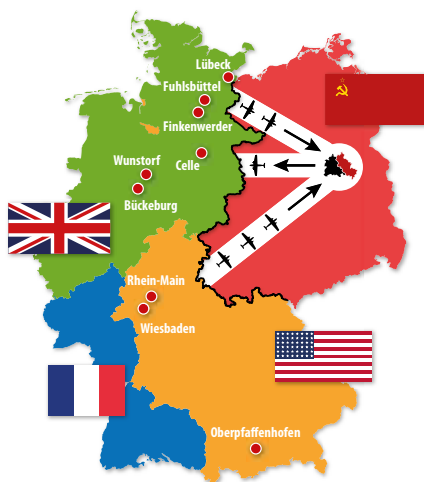 Lübeck
Fuhlsbüttel
Finkenwerder
Wunstorf
Celle
Bückeburg
Rhein-Main
Wiesbaden
Oberpfaffenhofen